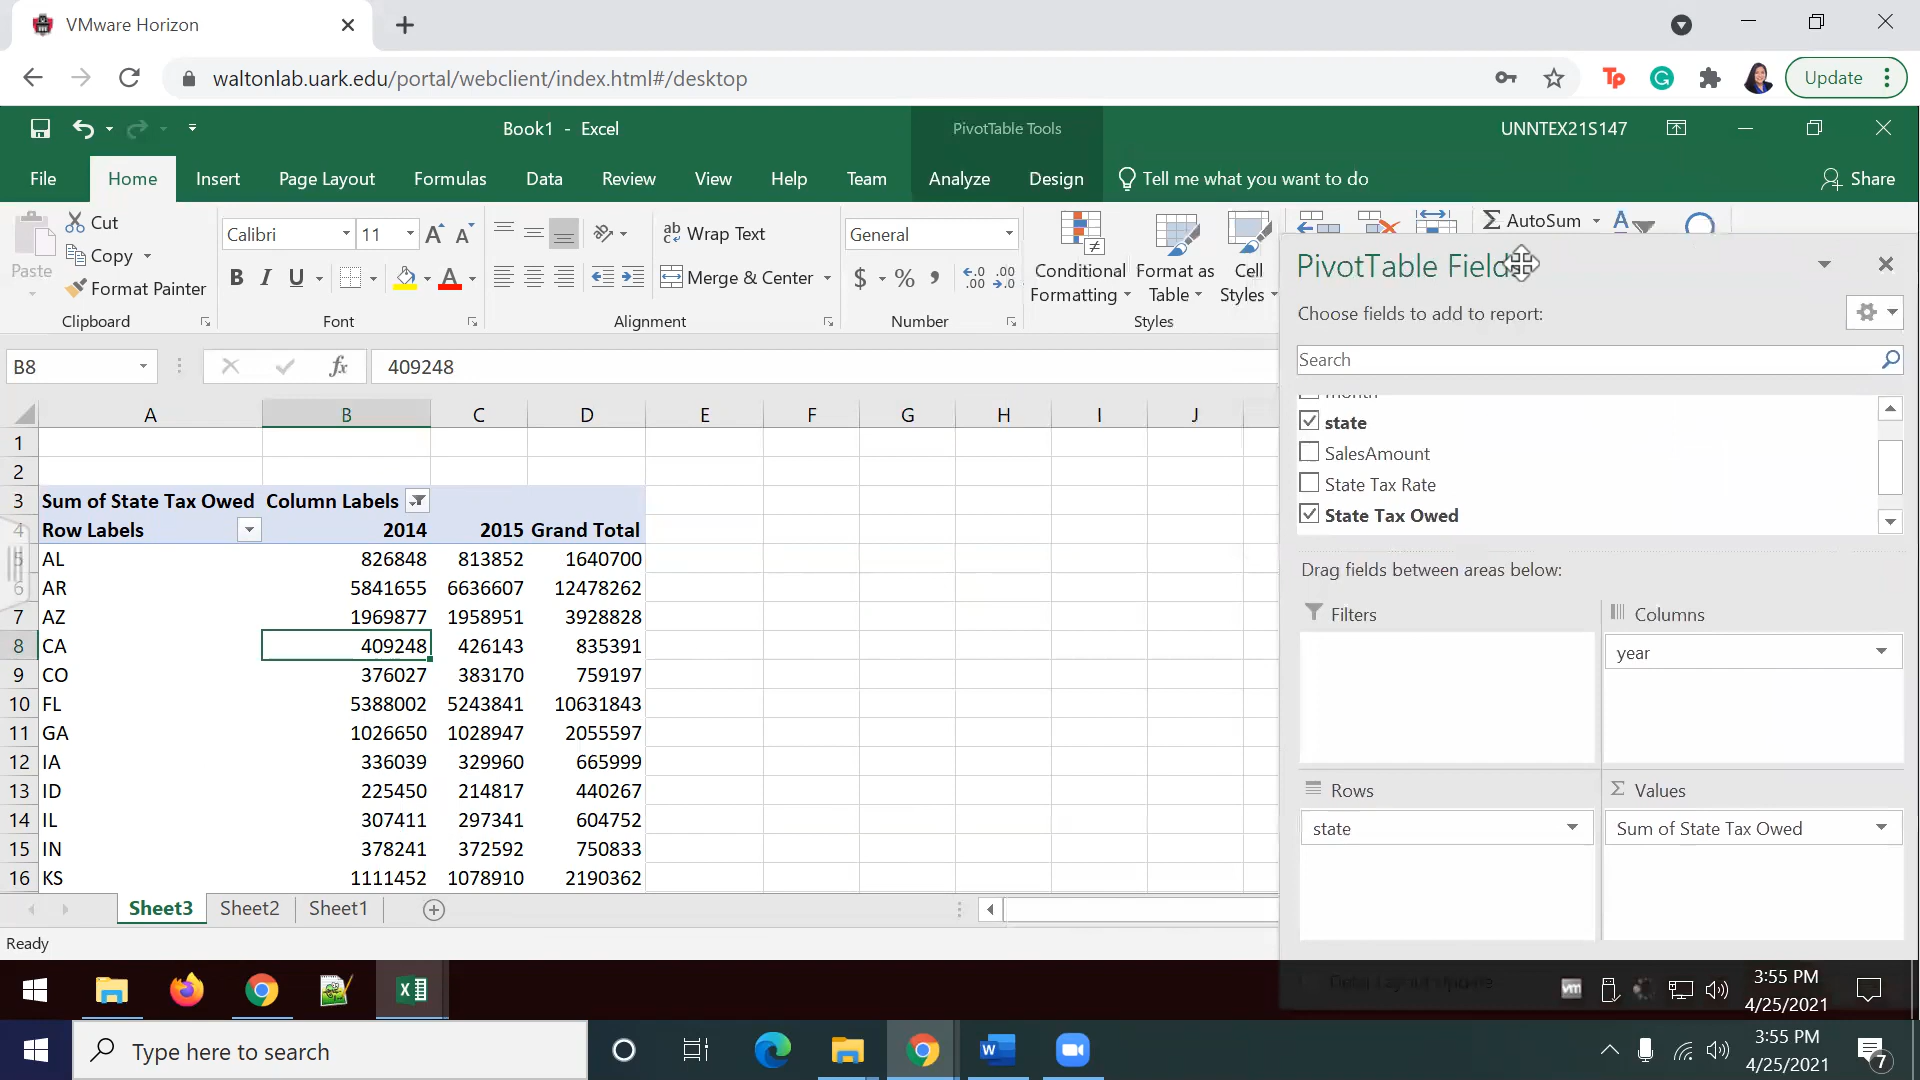 VMware Horizon
waltonlab.uark.edu/portal/webclient/index.html#/desktop
Tp
G
Update
Book1 - Excel
PivotTable Tools
UNNTEX21S147
File Home Insert Page Layout Formulas Data Review View Help Team Analyze Design Tell me what you want to do Share
Paste
Cut
Copy
Format Painter
Clipboard
Calibri 11
B I U
Font
Wrap Text
Merge & Center
Alignment
General
$ % , .00
Number
Conditional Formatting
Format as Table
Cell Styles
Styles
AutoSum
PivotTable Field
Choose fields to add to report:
Search
month
state
SalesAmount
State Tax Rate
State Tax Owed
Drag fields between areas below:
Filters
Columns
year
Rows
Values
state
Sum of State Tax Owed
B8 fx 409248
A B C D E F G H I J
1
2
3 Sum of State Tax Owed Column Labels
4 Row Labels 2014 2015 Grand Total
5 AL 826848 813852 1640700
6 AR 5841655 6636607 12478262
7 AZ 1969877 1958951 3928828
8 CA 409248 426143 835391
9 CO 376027 383170 759197
10 FL 5388002 5243841 10631843
11 GA 1026650 1028947 2055597
12 IA 336039 329960 665999
13 ID 225450 214817 440267
14 IL 307411 297341 604752
15 IN 378241 372592 750833
16 KS 1111452 1078910 2190362
Sheet3 Sheet2 Sheet1
Ready
vm
3:55 PM
4/25/2021
Type here to search
3:55 PM
4/25/2021
7